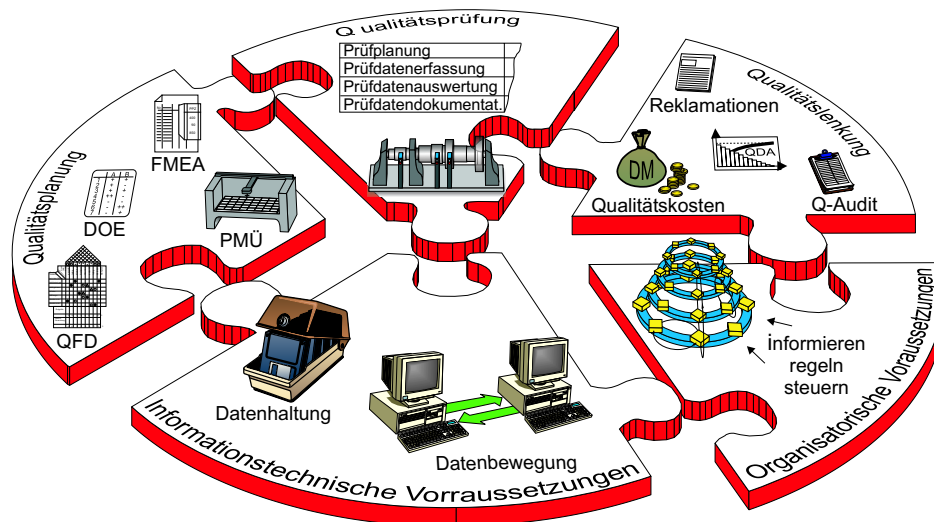 Q ualitätsprüfung
Prüfplanung
Prüfdatenerfassung
Prüfdatenauswertung
Prüfdatendokumentat.
Qualitätslenkung
Reklamationen
QDA
DM
Qualitätskosten
Q-Audit
Qualitätsplanung
FMEA
DOE
PMÜ
QFD
Informationstechnische Vorraussetzungen
Datenhaltung
Datenbewegung
Organisatorische Vorraussetzungen
informieren
regeln
steuern